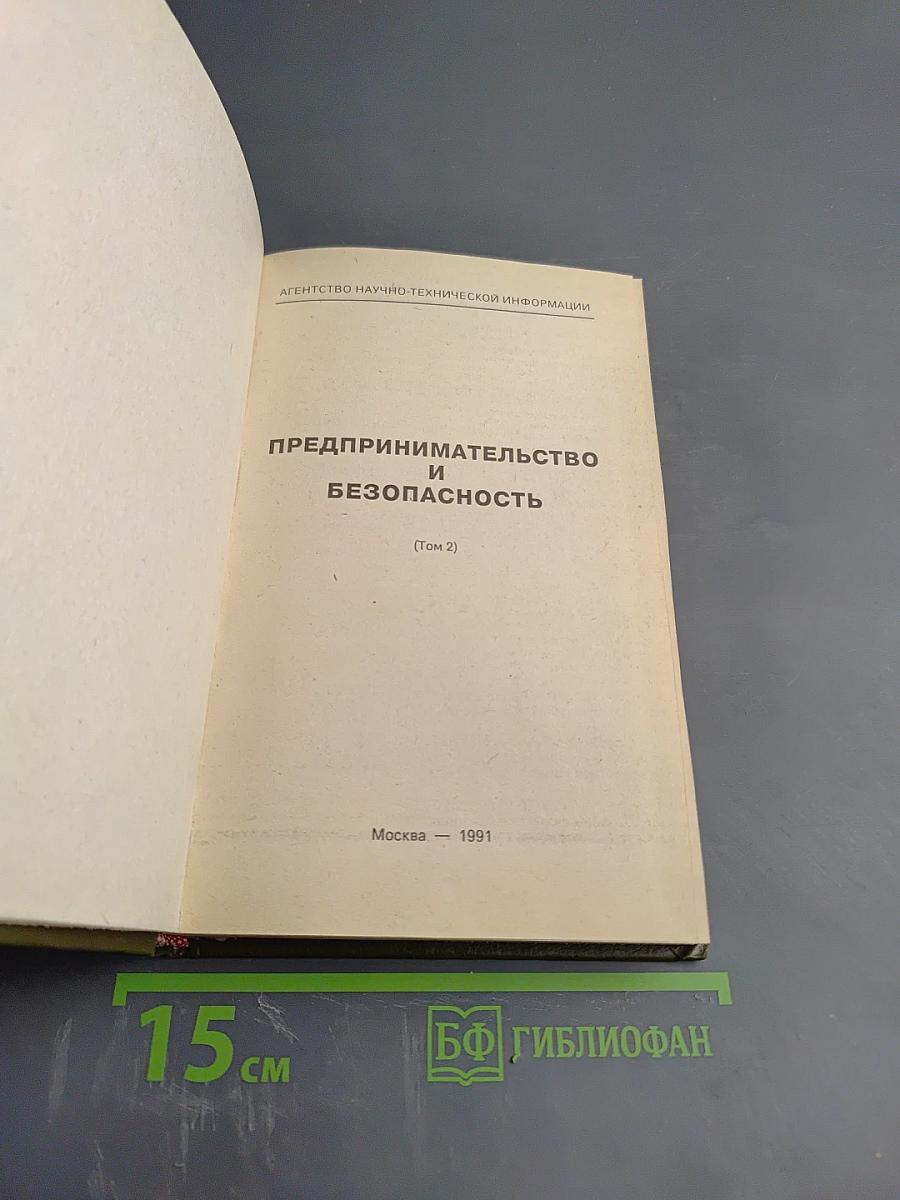 АГЕНТСТВО НАУЧНО-ТЕХНИЧЕСКОЙ ИНФОРМАЦИИ
ПРЕДПРИНИМАТЕЛЬСТВО
И
БЕЗОПАСНОСТЬ
(Том 2)
Москва — 1991
15 см
БФ ГИБЛИОФАН